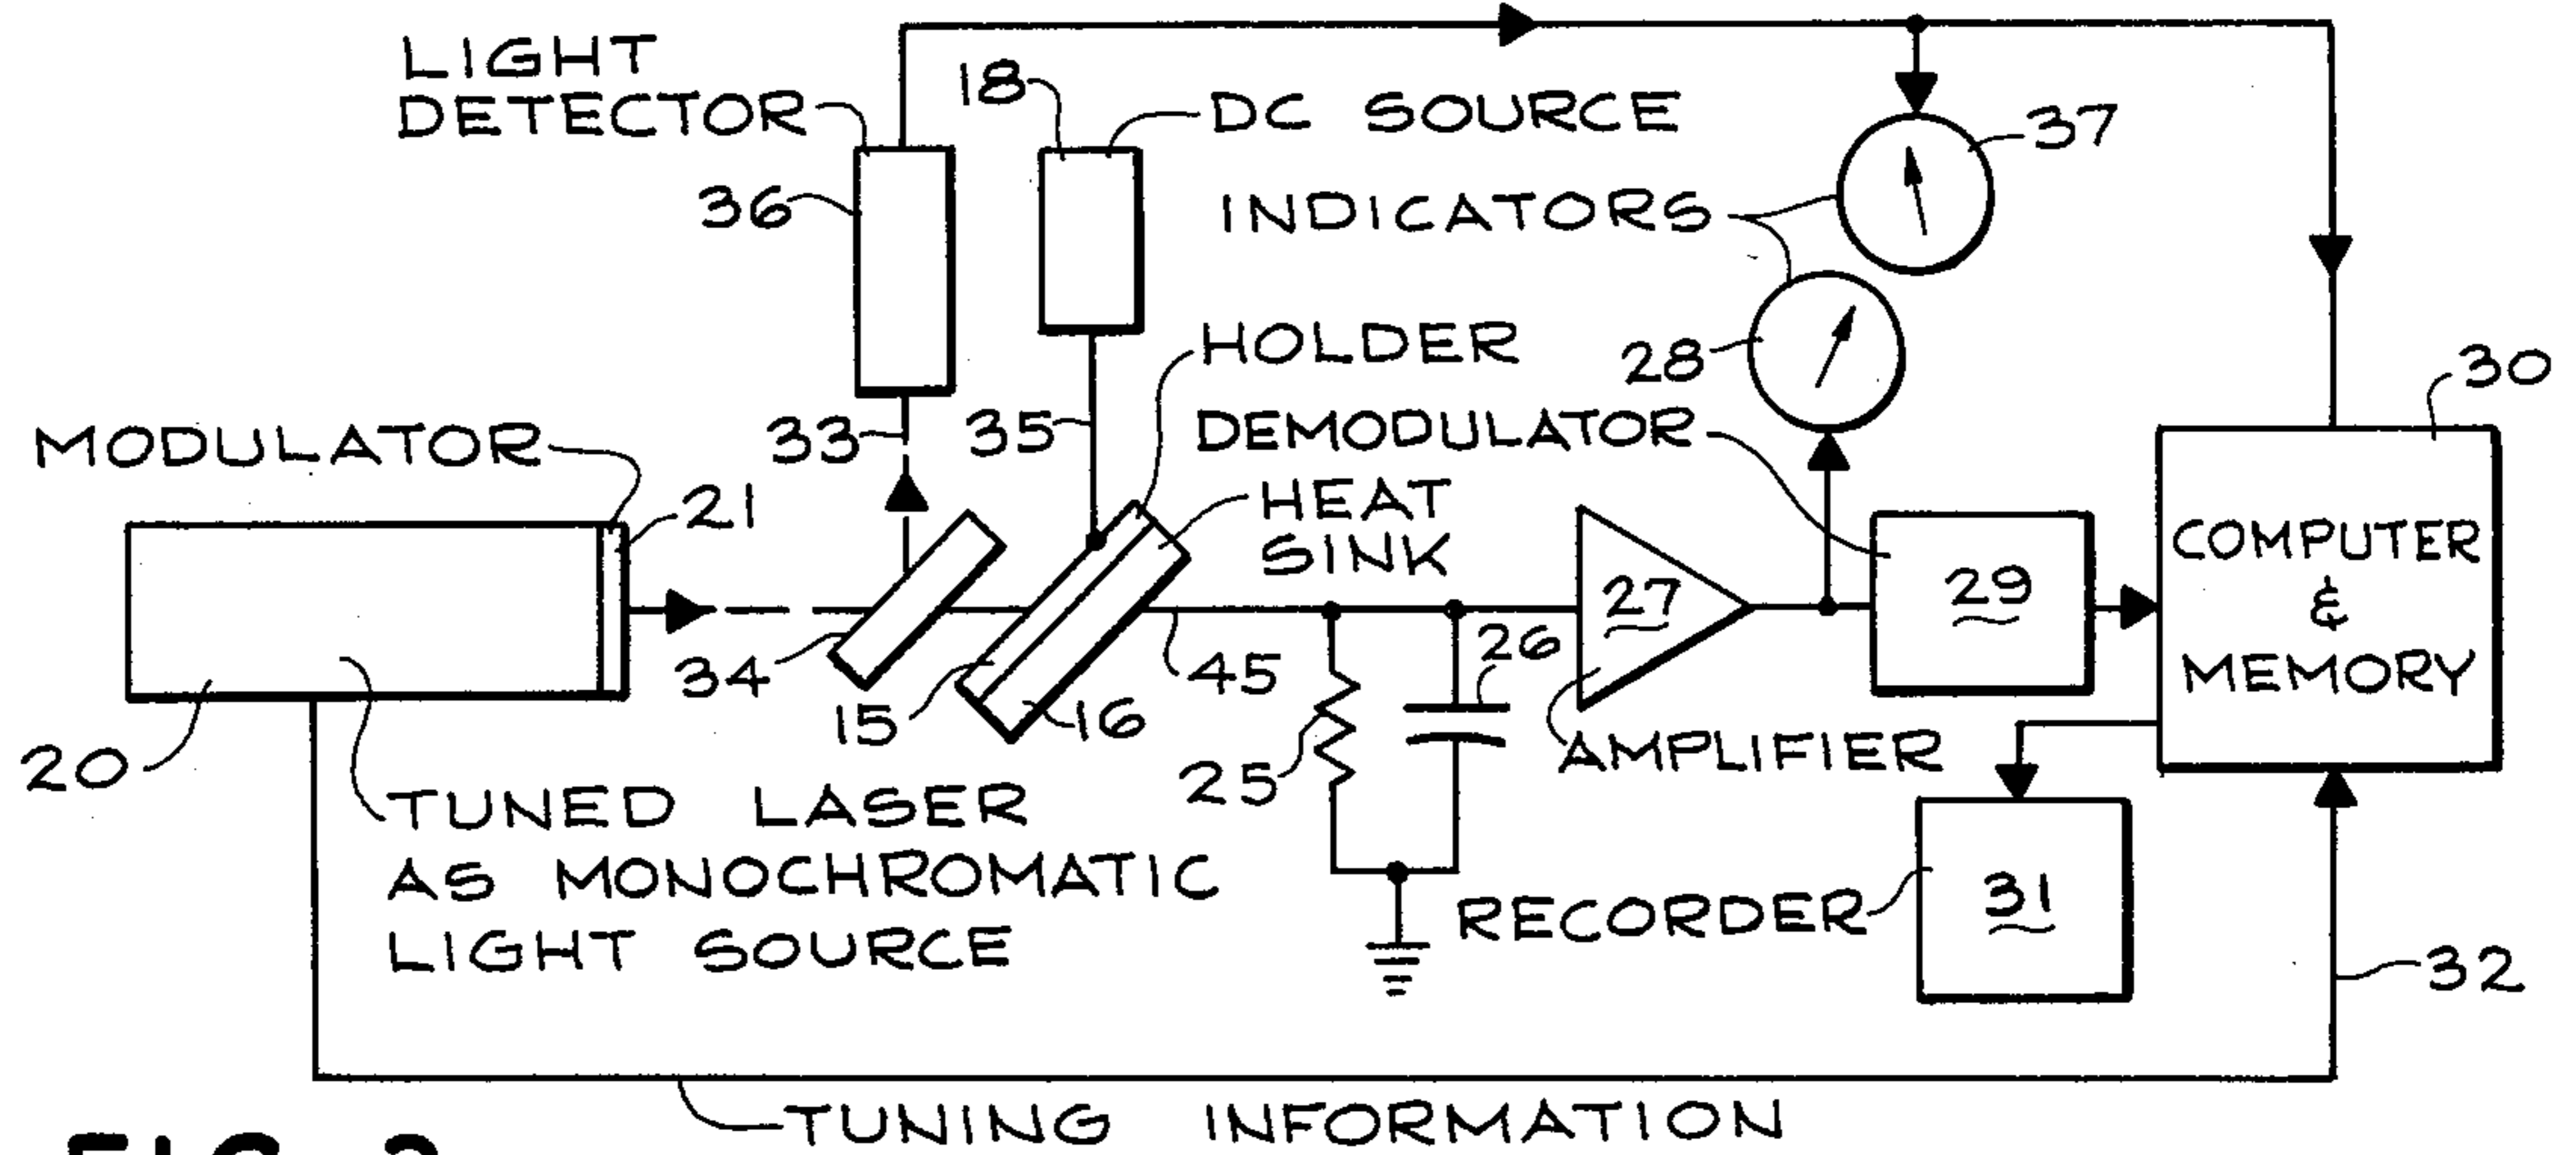 LIGHT
DETECTOR
18
DC SOURCE
37
36
INDICATORS
HOLDER
28
30
MODULATOR
33
35
DEMODULATOR
21
HEAT
SINK
COMPUTER
&
MEMORY
27
29
34
15
16
45
26
25
AMPLIFIER
20
TUNED LASER
AS MONOCHROMATIC
LIGHT SOURCE
RECORDER
31
32
TUNING INFORMATION